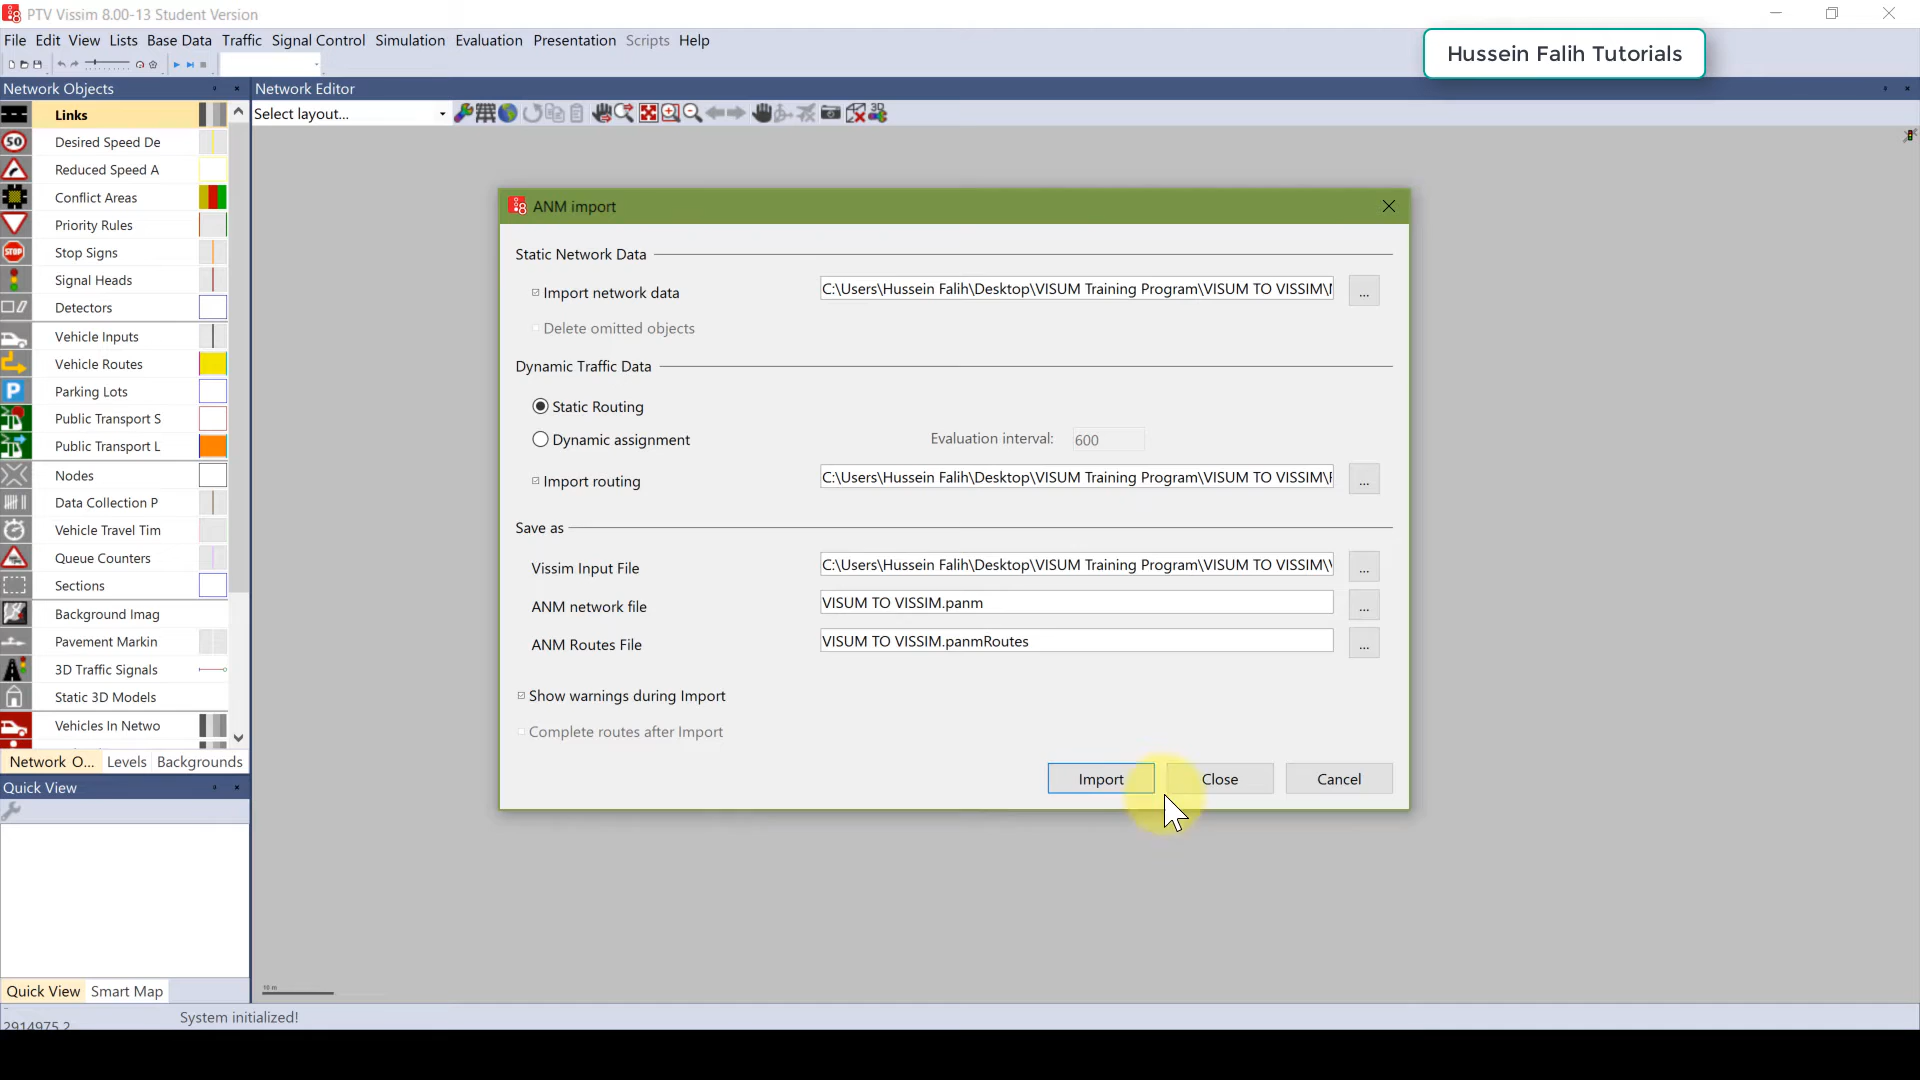 PTV Vissim 8.00-13 Student Version
File Edit View Lists Base Data Traffic Signal Control Simulation Evaluation Presentation Scripts Help
Hussein Falih Tutorials
Network Objects
Network Editor
Select layout...
Links
Desired Speed De
Reduced Speed A
Conflict Areas
Priority Rules
Stop Signs
Signal Heads
Detectors
Vehicle Inputs
Vehicle Routes
Parking Lots
Public Transport S
Public Transport L
Nodes
Data Collection P
Vehicle Travel Tim
Queue Counters
Sections
Background Imag
Pavement Markin
3D Traffic Signals
Static 3D Models
Vehicles In Netwo
Network O... Levels Backgrounds
Quick View
Quick View Smart Map
ANM import
Static Network Data
Import network data C:\Users\Hussein Falih\Desktop\VISUM Training Program\VISUM TO VISSIM\ ...
Delete omitted objects
Dynamic Traffic Data
Static Routing
Dynamic assignment Evaluation interval: 600
Import routing C:\Users\Hussein Falih\Desktop\VISUM Training Program\VISUM TO VISSIM\ ...
Save as
Vissim Input File C:\Users\Hussein Falih\Desktop\VISUM Training Program\VISUM TO VISSIM\ ...
ANM network file VISUM TO VISSIM.panm ...
ANM Routes File VISUM TO VISSIM.panmRoutes ...
Show warnings during Import
Complete routes after Import
Import Close Cancel
10 m
2914975.2 System initialized!